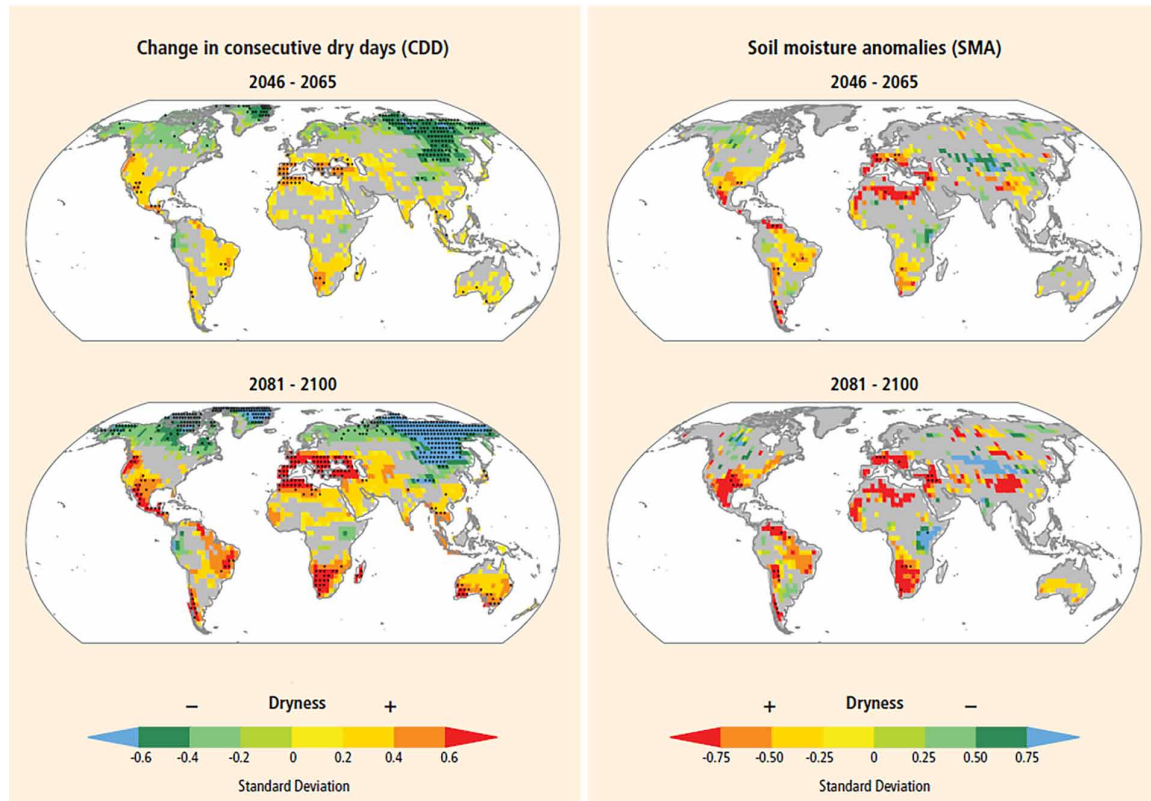 Change in consecutive dry days (CDD)
2046 - 2065
2081 - 2100
− Dryness +
-0.6 -0.4 -0.2 0 0.2 0.4 0.6
Standard Deviation
Soil moisture anomalies (SMA)
2046 - 2065
2081 - 2100
+ Dryness −
-0.75 -0.50 -0.25 0 0.25 0.50 0.75
Standard Deviation